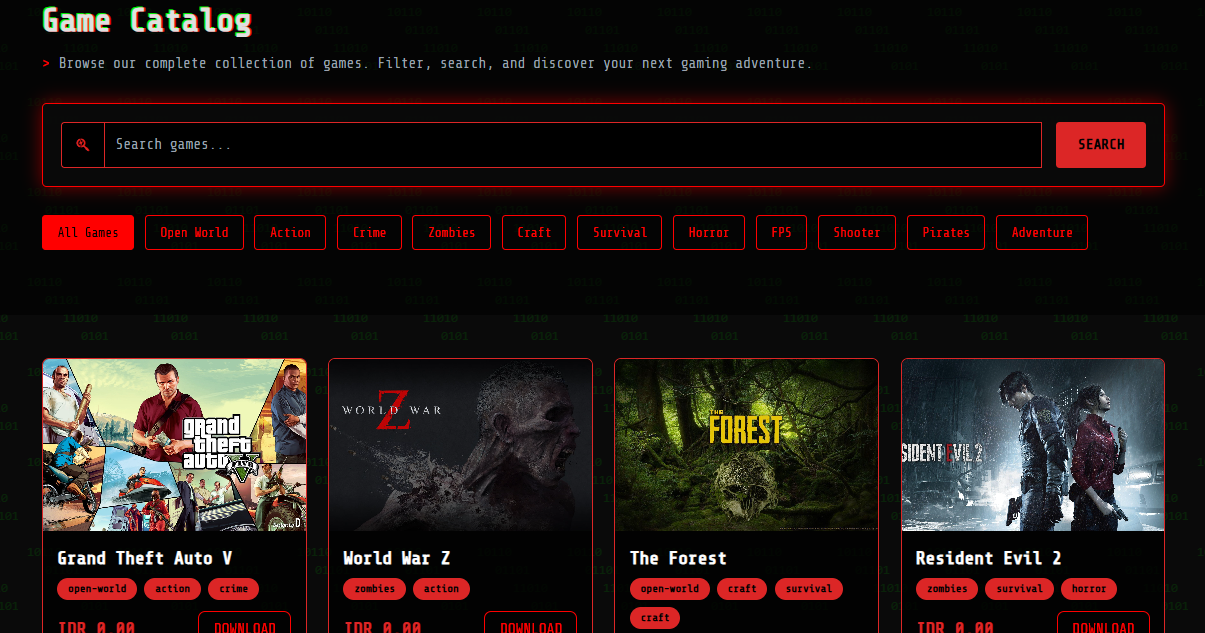 Game Catalog
> Browse our complete collection of games. Filter, search, and discover your next gaming adventure.
Search games...
SEARCH
All Games
Open World
Action
Crime
Zombies
Craft
Survival
Horror
FPS
Shooter
Pirates
Adventure
grand
theft
auto
V
WORLD Z WAR
THE
FOREST
SIDENT EVIL 2
Grand Theft Auto V
World War Z
The Forest
Resident Evil 2
open-world action crime
zombies action
open-world craft survival
craft
zombies survival horror
IDR 0.00 DOWNLOAD
IDR 0.00 DOWNLOAD
IDR 0.00 DOWNLOAD